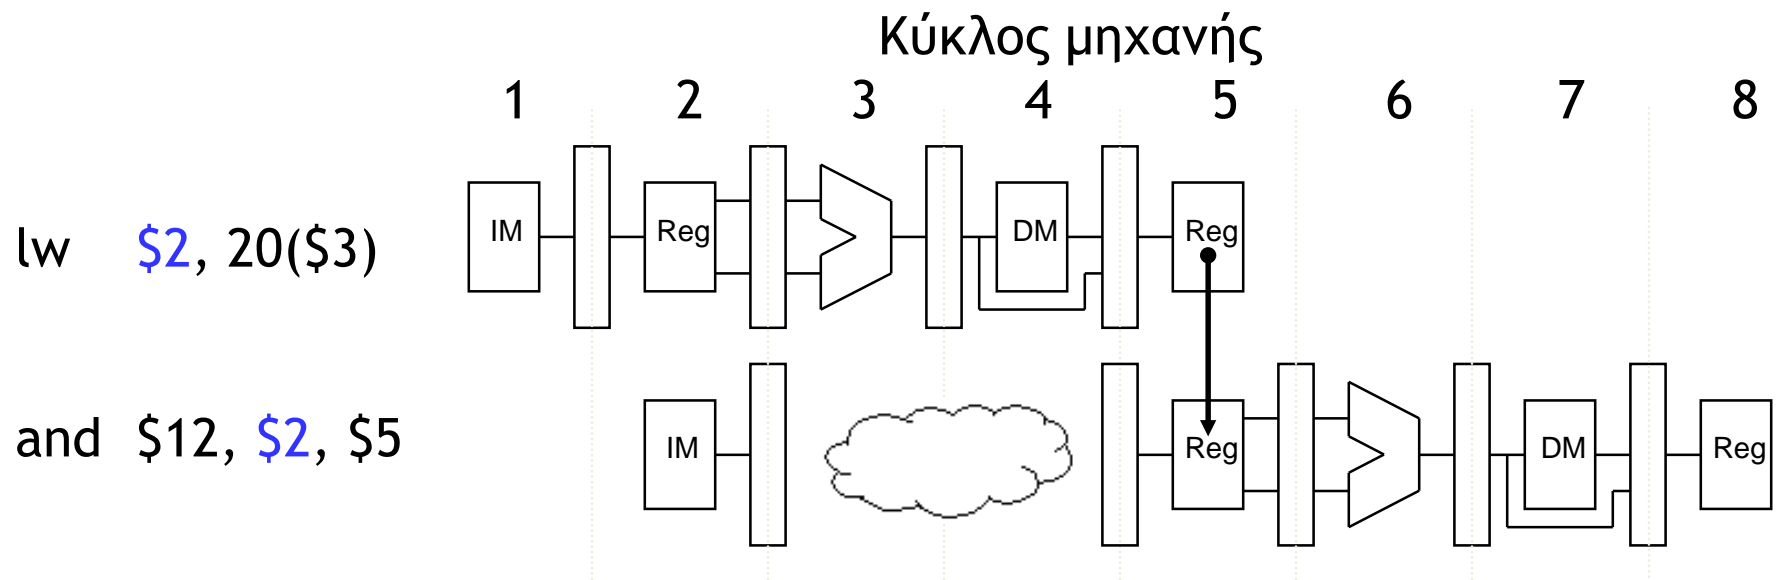 Κύκλος μηχανής
1 2 3 4 5 6 7 8
lw $2, 20($3) IM Reg DM Reg
and $12, $2, $5 IM Reg DM Reg